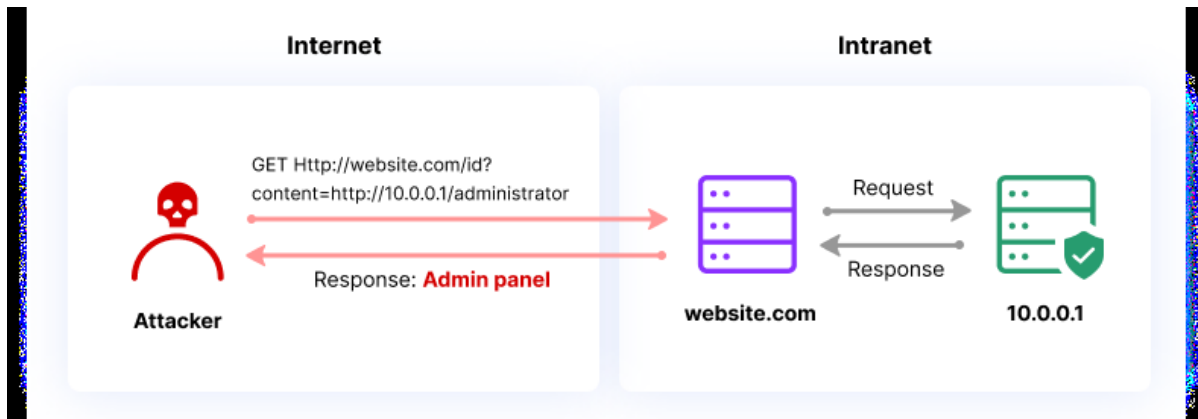 Internet
Intranet
GET Http://website.com/id?
content=http://10.0.0.1/administrator
Response: Admin panel
Attacker
Request
Response
website.com
10.0.0.1